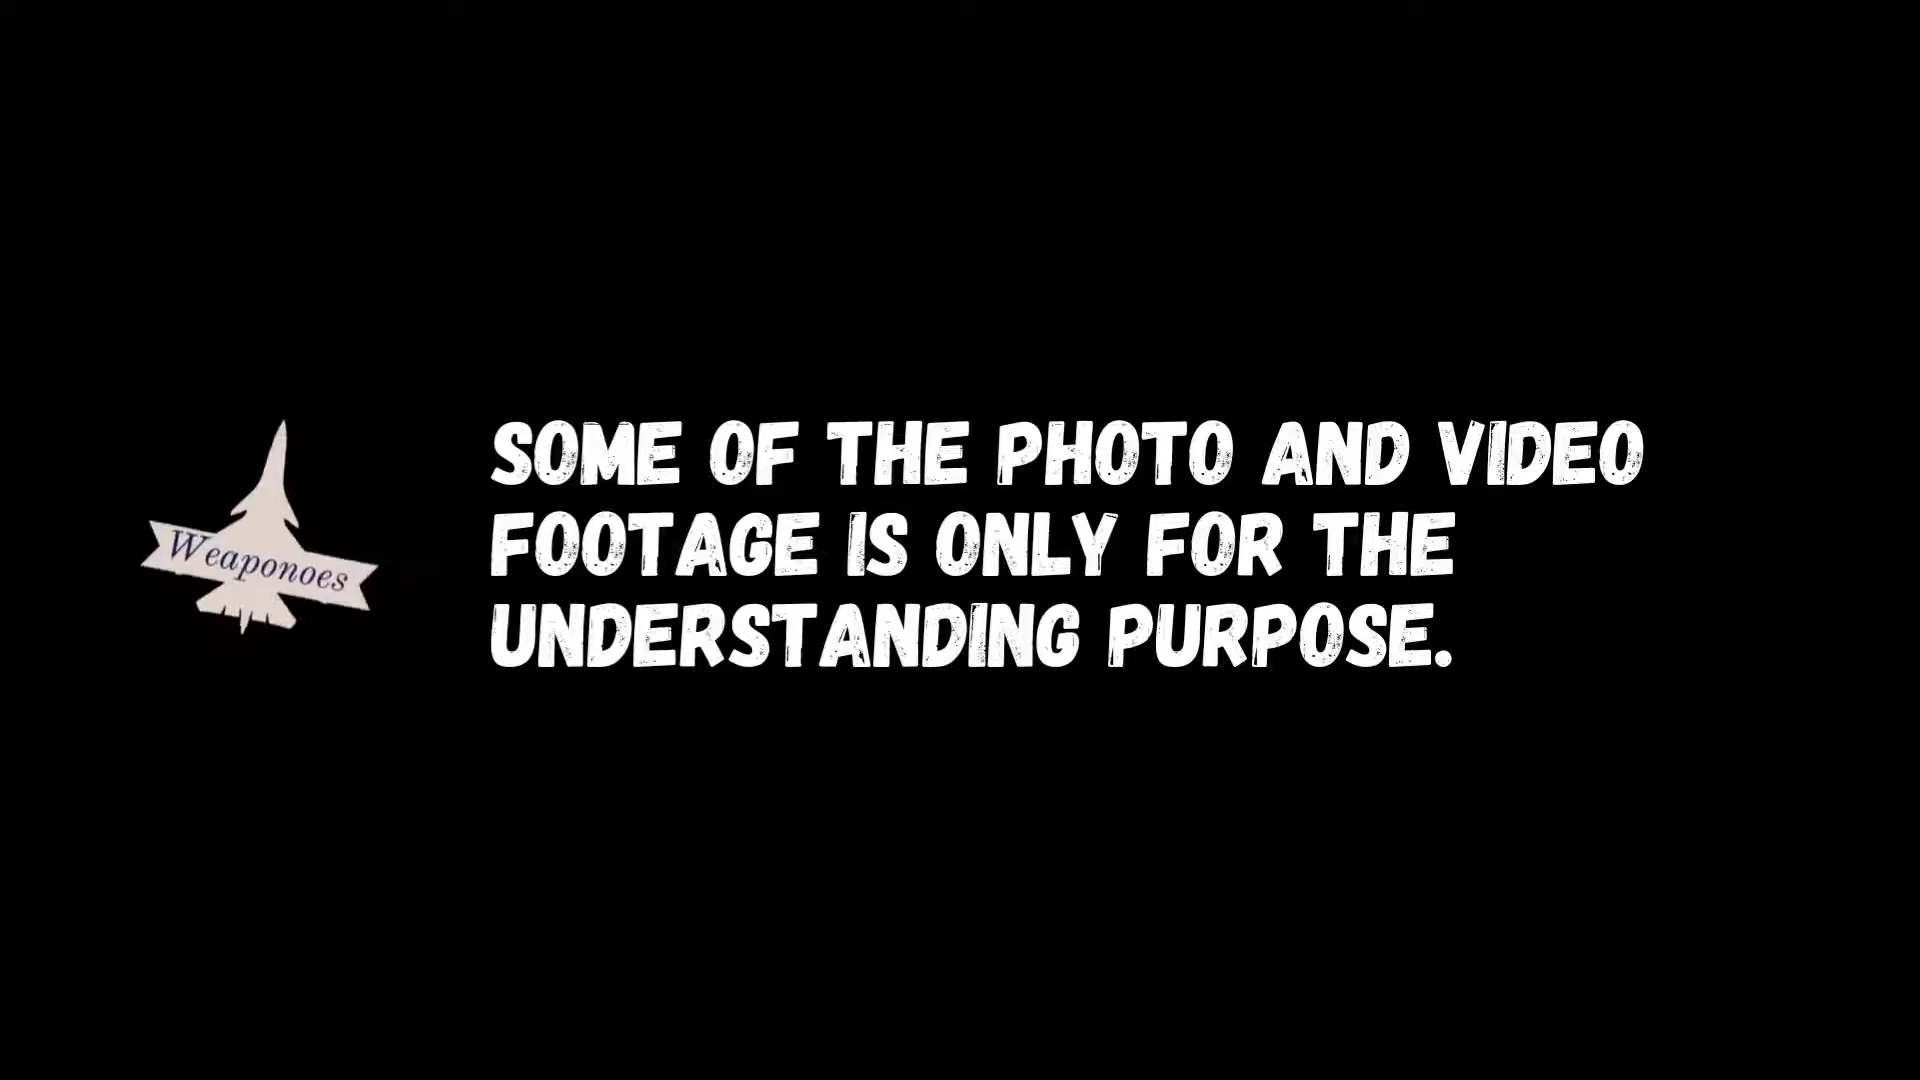 Weaponoes
SOME OF THE PHOTO AND VIDEO
FOOTAGE IS ONLY FOR THE
UNDERSTANDING PURPOSE.